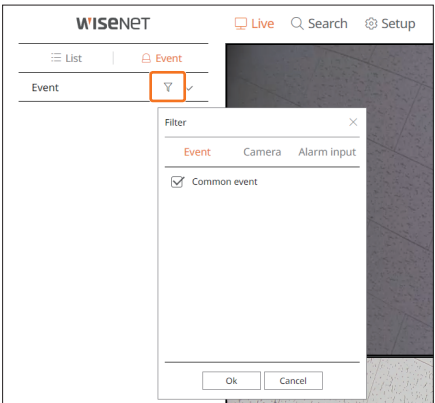 WISENET
Live Search Setup
List Event
Event
Filter
Event Camera Alarm input
Common event
Ok Cancel